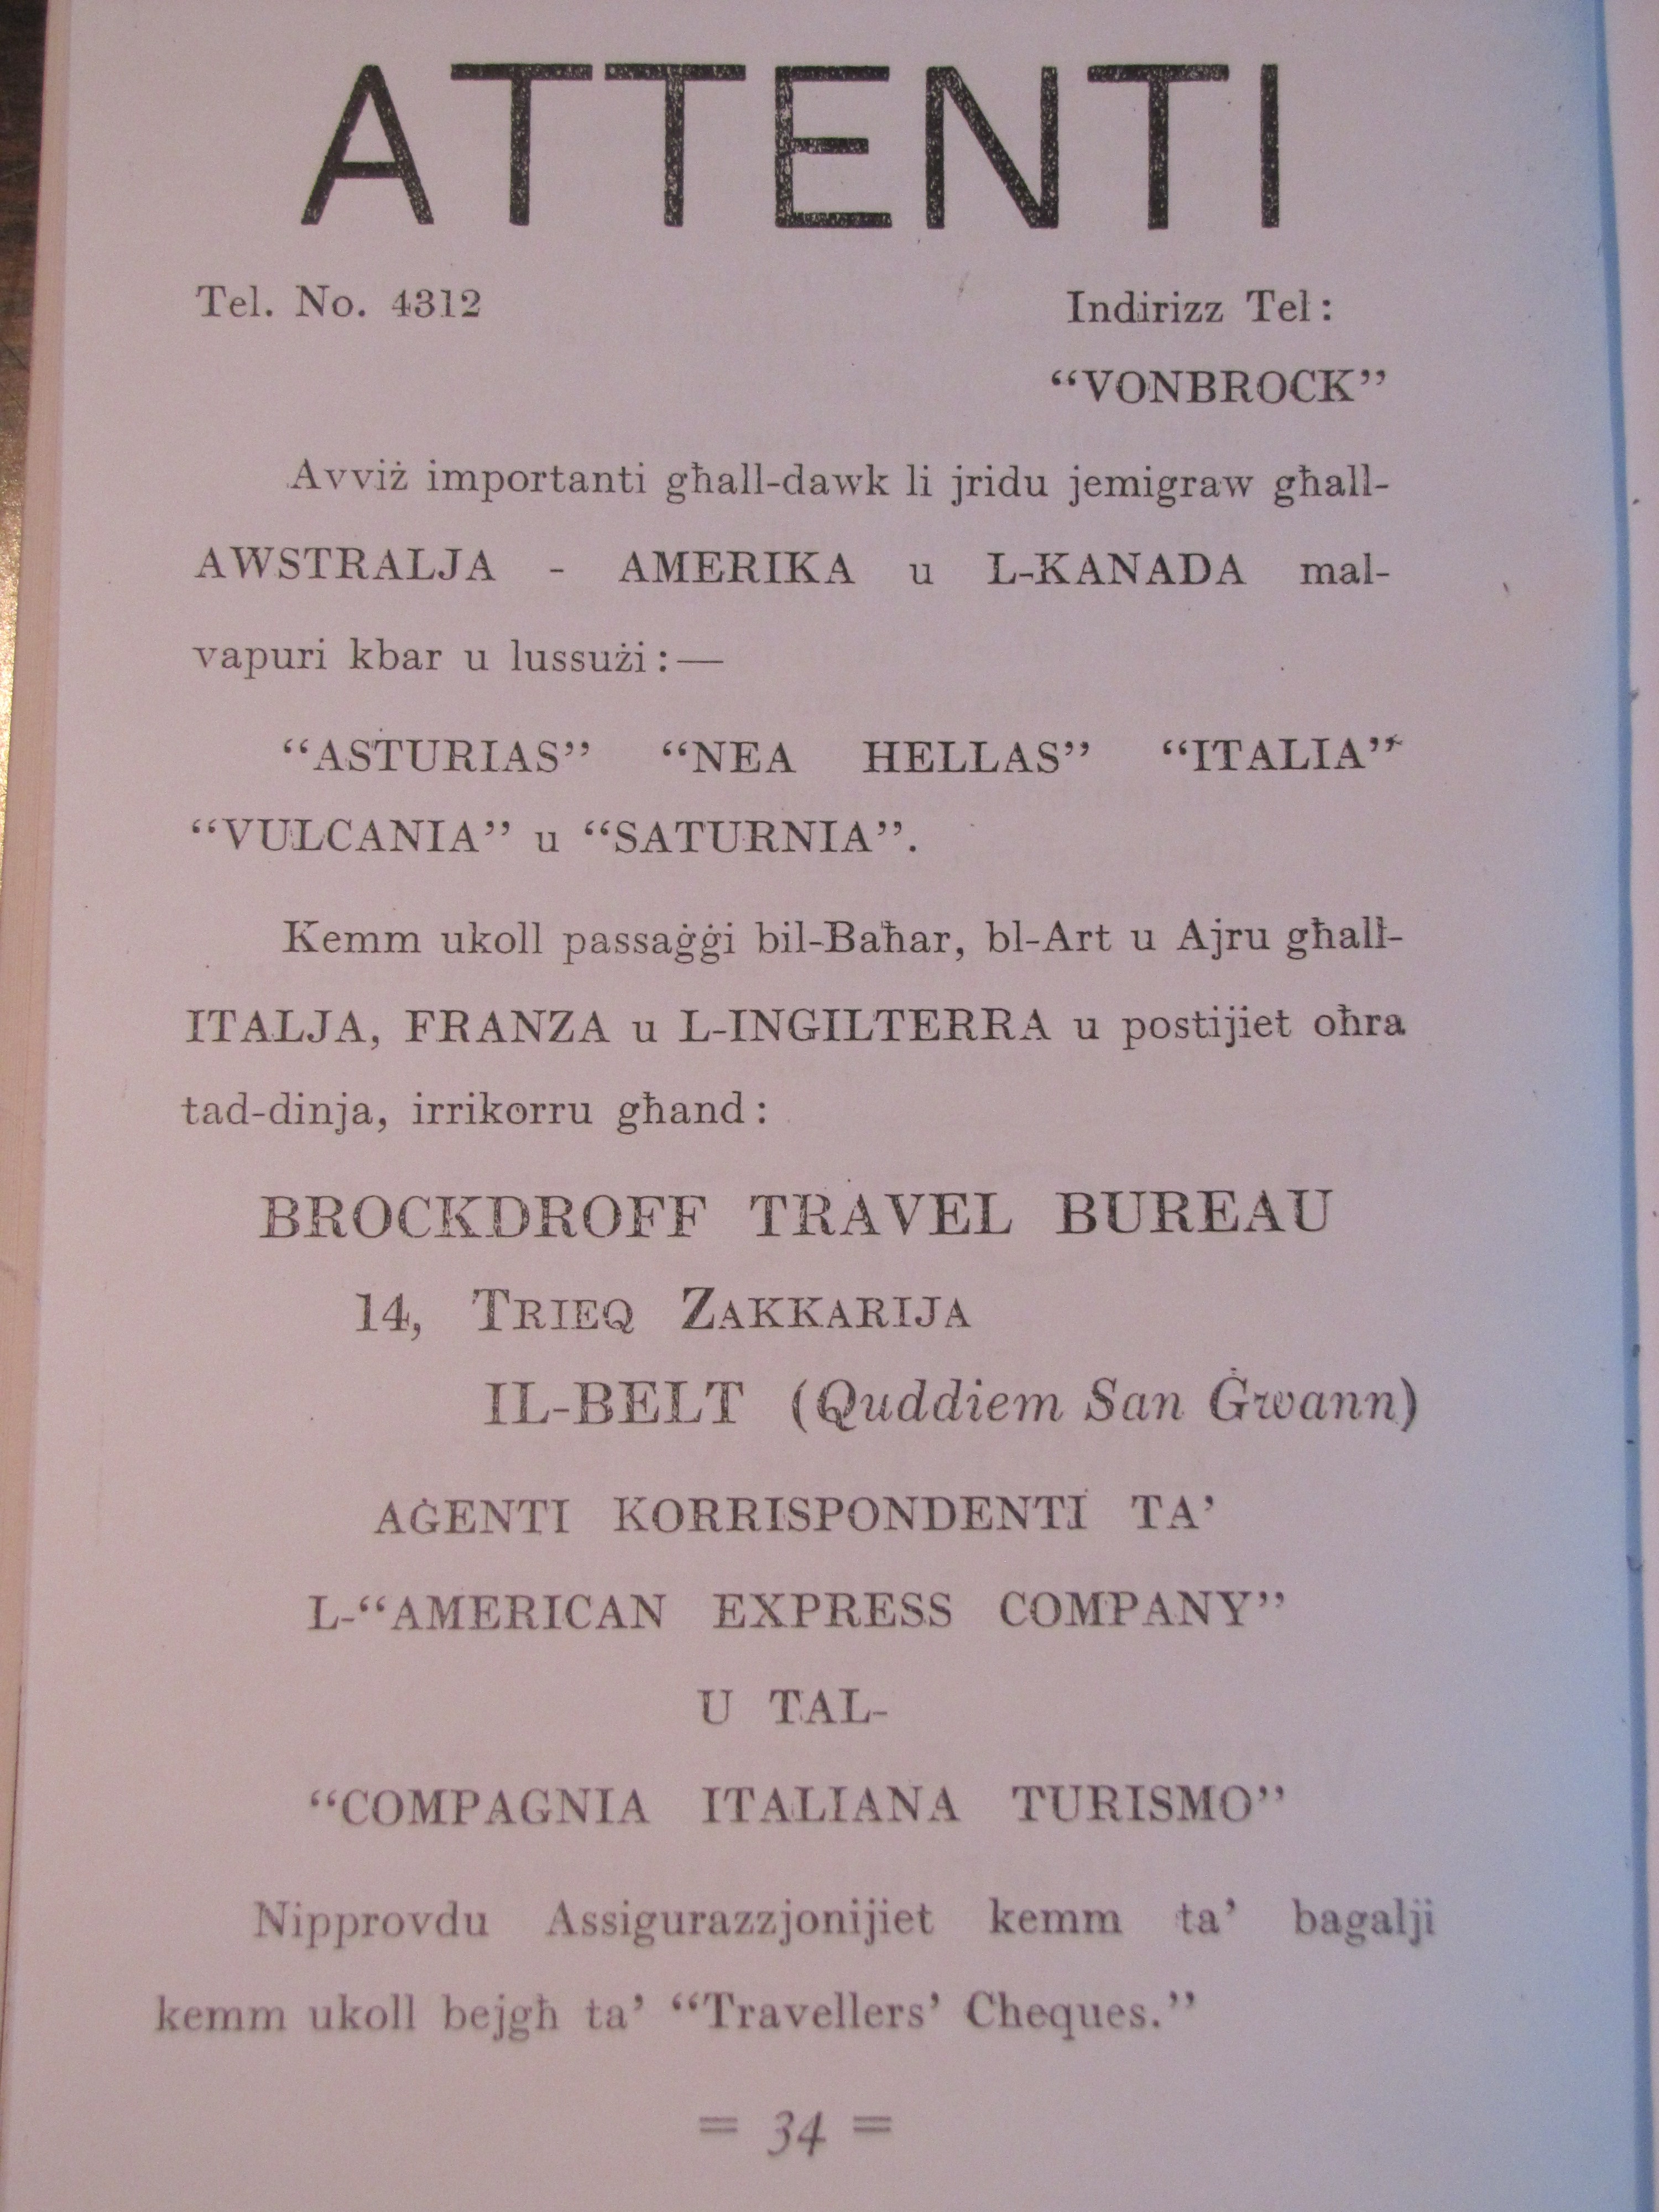 ATTENTI
Tel. No. 4312 Indirizz Tel:
“VONBROCK”
Avviż importanti għall-dawk li jridu jemigraw għall-
AWSTRALJA - AMERIKA u L-KANADA mal-
vapuri kbar u lussużi:—
“ASTURIAS” “NEA HELLAS” “ITALIA”
“VULCANIA” u “SATURNIA”.
Kemm ukoll passaġġi bil-Baħar, bl-Art u Ajru għall-
ITALJA, FRANZA u L-INGILTERRA u postijiet oħra
tad-dinja, irrikorru għand:
BROCKDROFF TRAVEL BUREAU
14, TRIEQ ZAKKARIJA
IL-BELT (Quddiem San Ġwann)
AĠENTI KORRISPONDENTI TA’
L-“AMERICAN EXPRESS COMPANY”
U TAL-
“COMPAGNIA ITALIANA TURISMO”
Nipprovdu Assigurazzjonijiet kemm ta’ bagalji
kemm ukoll bejgħ ta’ “Travellers’ Cheques.”
= 34 =